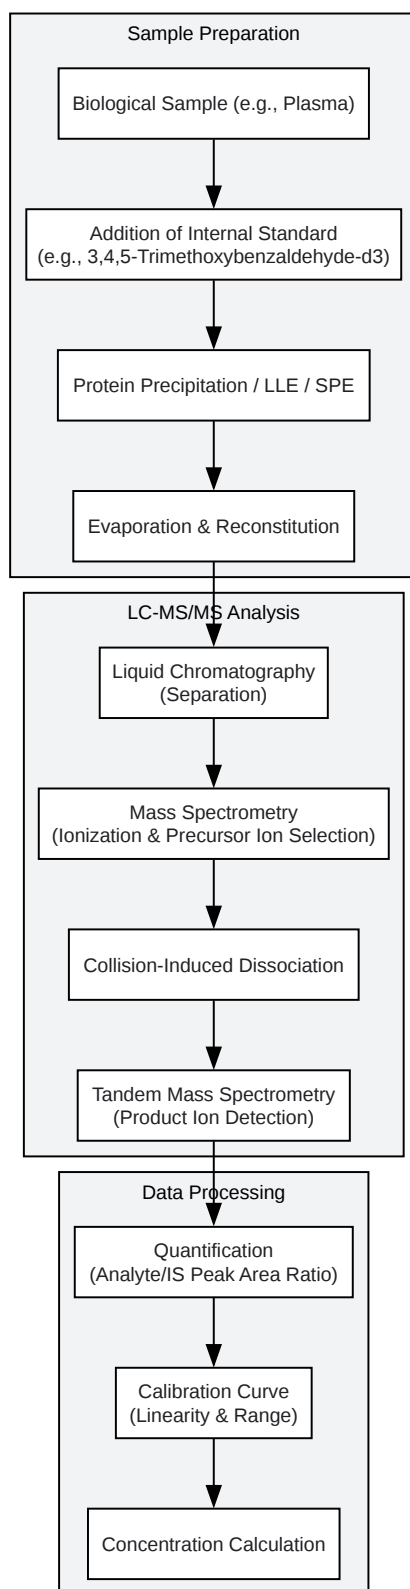 Sample Preparation
Biological Sample (e.g., Plasma)
Addition of Internal Standard
(e.g., 3,4,5-Trimethoxybenzaldehyde-d3)
Protein Precipitation / LLE / SPE
Evaporation & Reconstitution
LC-MS/MS Analysis
Liquid Chromatography
(Separation)
Mass Spectrometry
(Ionization & Precursor Ion Selection)
Collision-Induced Dissociation
Tandem Mass Spectrometry
(Product Ion Detection)
Data Processing
Quantification
(Analyte/IS Peak Area Ratio)
Calibration Curve
(Linearity & Range)
Concentration Calculation